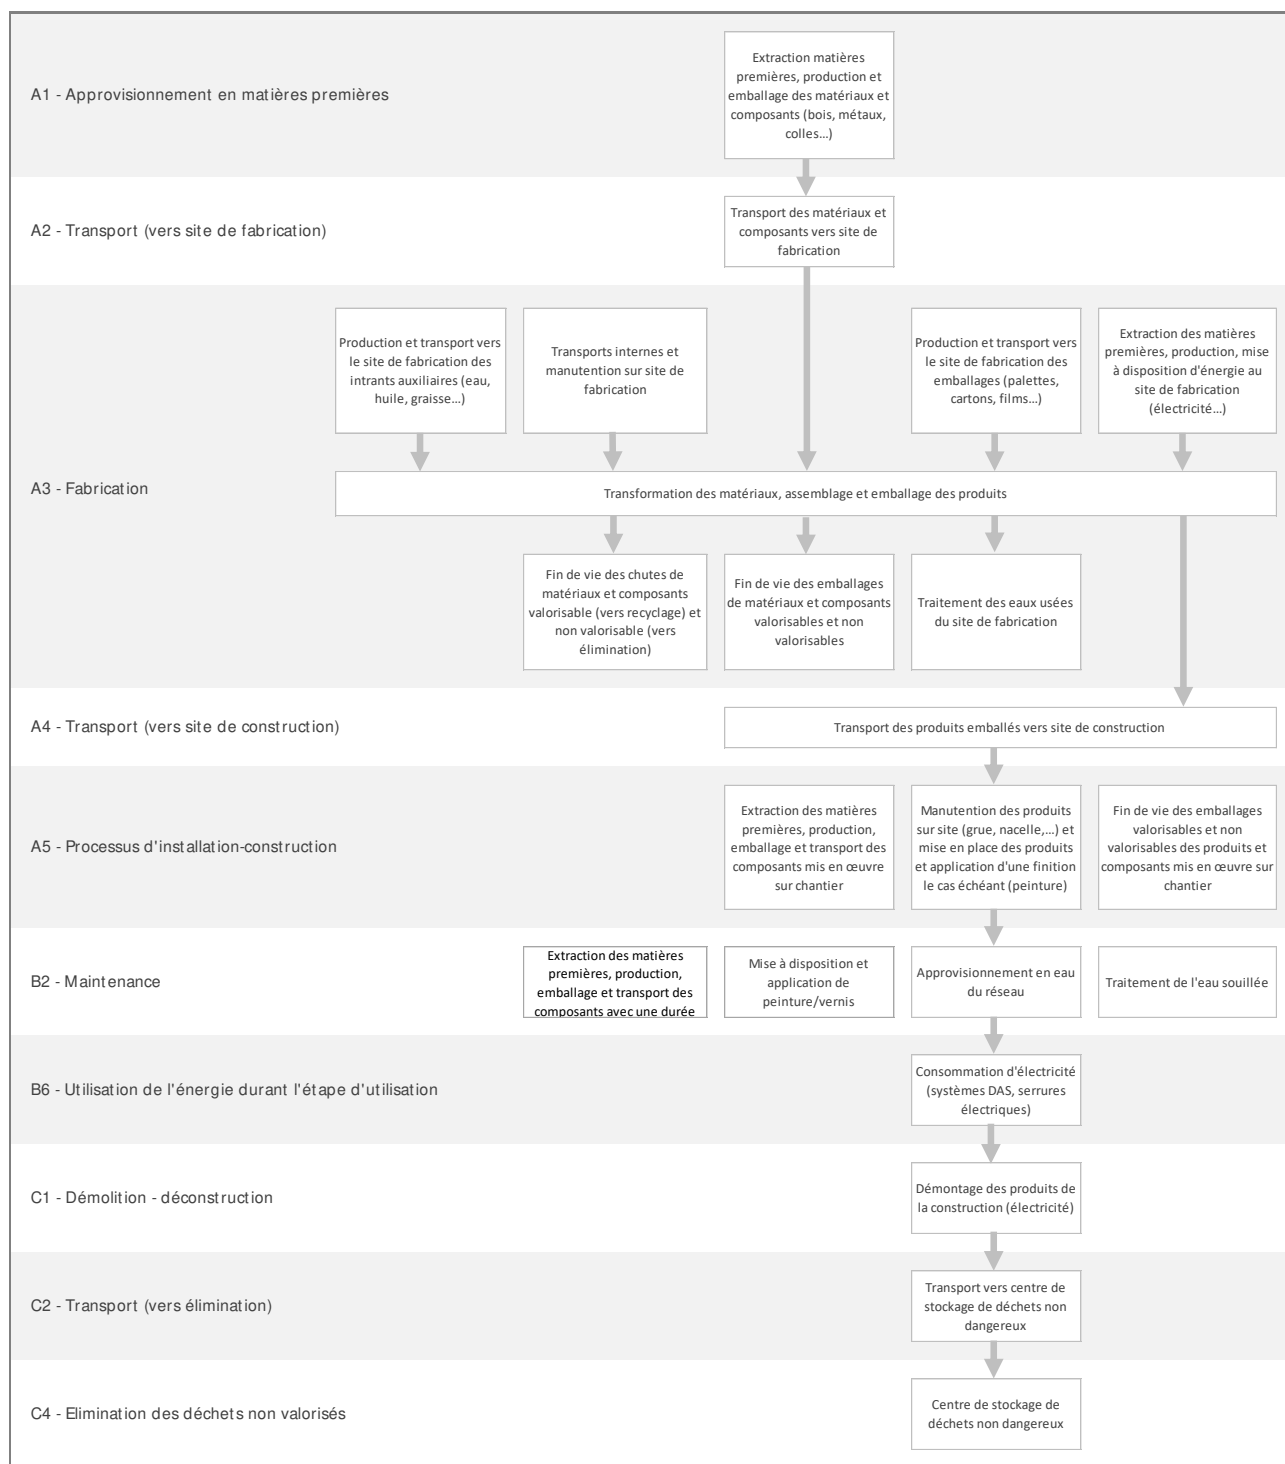 A1 - Approvisionnement en matières premières
Extraction matières
premières, production et
emballage des matériaux et
composants (bois, métaux,
colles…)
A2 - Transport (vers site de fabrication)
Transport des matériaux et
composants vers site de
fabrication
A3 - Fabrication
Production et transport vers
le site de fabrication des
intrants auxiliaires (eau,
huile, graisse…)
Transports internes et
manutention sur site de
fabrication
Production et transport vers
le site de fabrication des
emballages (palettes,
cartons, films…)
Extraction des matières
premières, production, mise
à disposition d'énergie au
site de fabrication
(électricité…)
Transformation des matériaux, assemblage et emballage des produits
Fin de vie des chutes de
matériaux et composants
valorisable (vers recyclage) et
non valorisable (vers
élimination)
Fin de vie des emballages
de matériaux et composants
valorisables et non
valorisables
Traitement des eaux usées
du site de fabrication
A4 - Transport (vers site de construction)
Transport des produits emballés vers site de construction
A5 - Processus d'installation-construction
Extraction des matières
premières, production,
emballage et transport des
composants mis en œuvre
sur chantier
Manutention des produits
sur site (grue, nacelle,…) et
mise en place des produits
et application d'une finition
le cas échéant (peinture)
Fin de vie des emballages
valorisables et non
valorisables des produits et
composants mis en œuvre sur
chantier
B2 - Maintenance
Extraction des matières
premières, production,
emballage et transport des
composants avec une durée
Mise à disposition et
application de
peinture/vernis
Approvisionnement en eau
du réseau
Traitement de l'eau souillée
B6 - Utilisation de l'énergie durant l'étape d'utilisation
Consommation d'électricité
(systèmes DAS, serrures
électriques)
C1 - Démolition - déconstruction
Démontage des produits de
la construction (électricité)
C2 - Transport (vers élimination)
Transport vers centre de
stockage de déchets non
dangereux
C4 - Elimination des déchets non valorisés
Centre de stockage de
déchets non dangereux